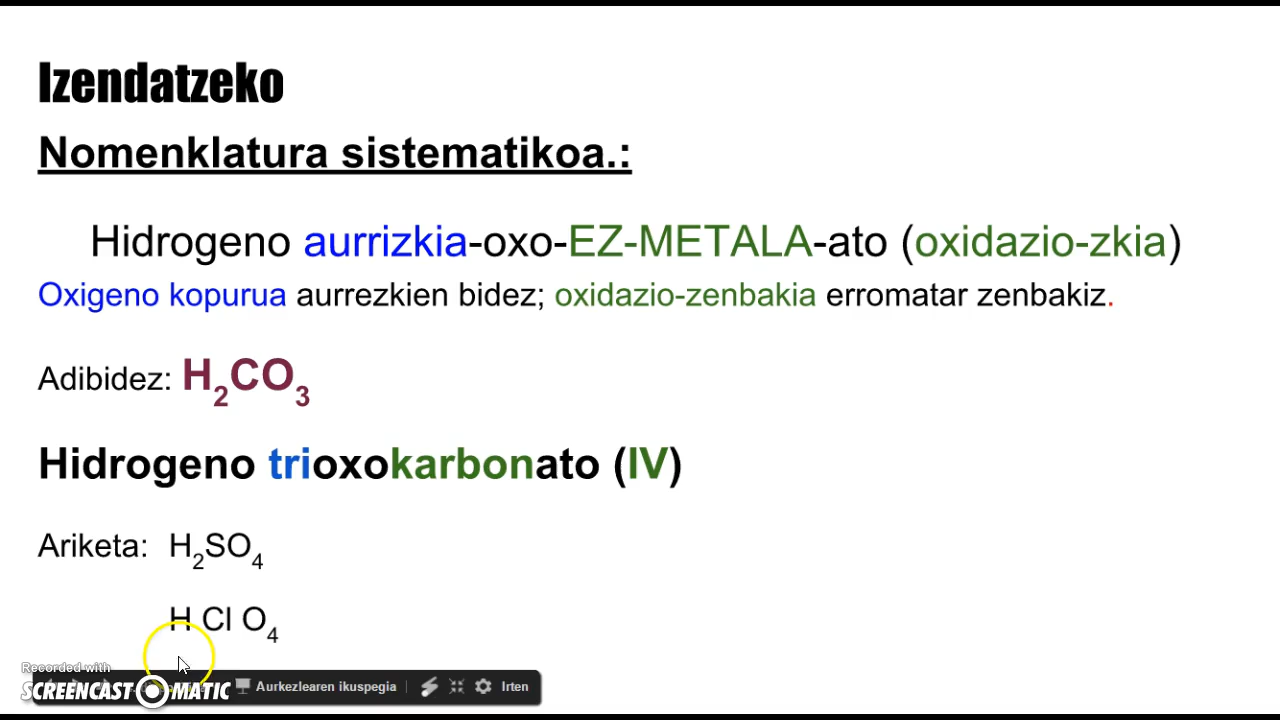 Izendatzeko
Nomenklatura sistematikoa.:
Hidrogeno aurrizkia-oxo-EZ-METALA-ato (oxidazio-zkia)
Oxigeno kopurua aurrezkien bidez; oxidazio-zenbakia erromatar zenbakiz.
Adibidez: H₂CO₃
Hidrogeno trioxokarbonato (IV)
Ariketa: H₂SO₄
H Cl O₄
Recorded with
SCREENCAST-O-MATIC
Aurkezlearen ikuspegia Irten